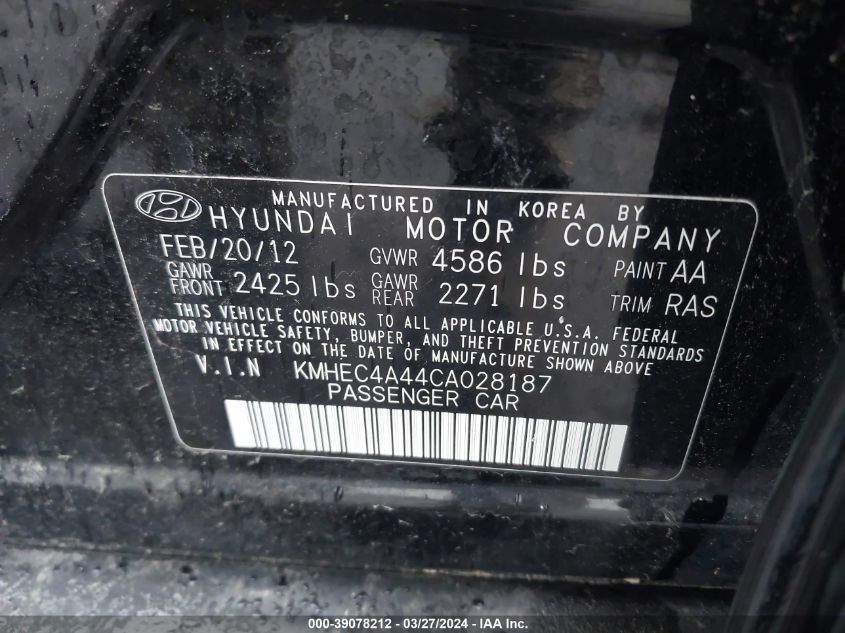 MANUFACTURED IN KOREA BY
HYUNDAI MOTOR COMPANY
FEB/20/12 GVWR 4586 lbs PAINT AA
GAWR FRONT 2425 lbs GAWR REAR 2271 lbs TRIM RAS
THIS VEHICLE CONFORMS TO ALL APPLICABLE U.S.A. FEDERAL
MOTOR VEHICLE SAFETY, BUMPER, AND THEFT PREVENTION STANDARDS
IN EFFECT ON THE DATE OF MANUFACTURE SHOWN ABOVE
V.I.N KMHEC4A44CA028187
PASSENGER CAR
000-39078212 - 03/27/2024 - IAA Inc.